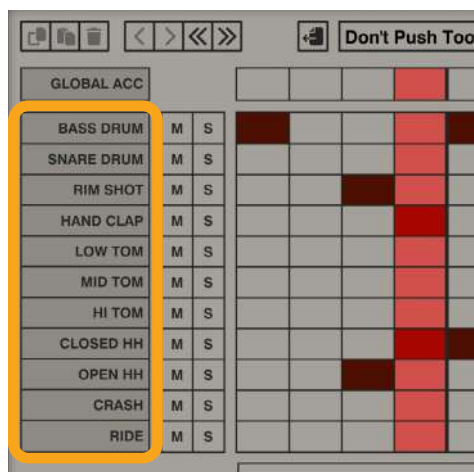 Don't Push Too
GLOBAL ACC
BASS DRUM M S
SNARE DRUM M S
RIM SHOT M S
HAND CLAP M S
LOW TOM M S
MID TOM M S
HI TOM M S
CLOSED HH M S
OPEN HH M S
CRASH M S
RIDE M S